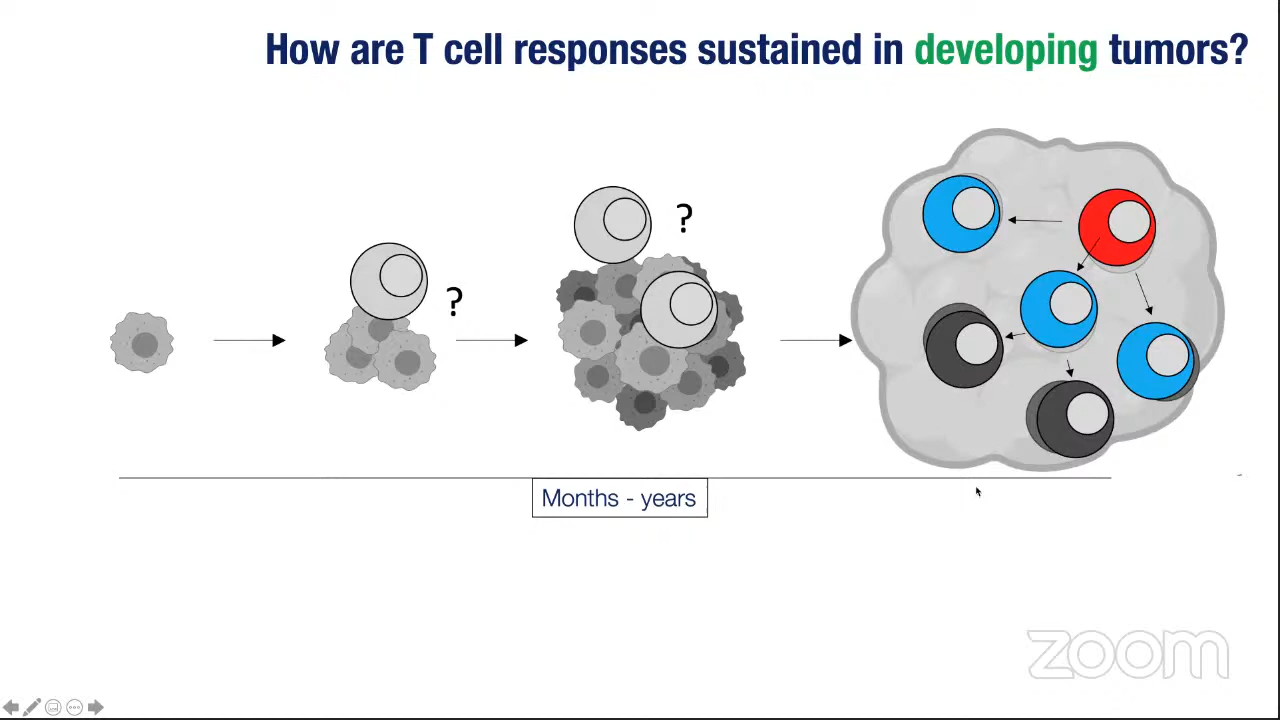 How are T cell responses sustained in developing tumors?
?
?
Months - years
zoom